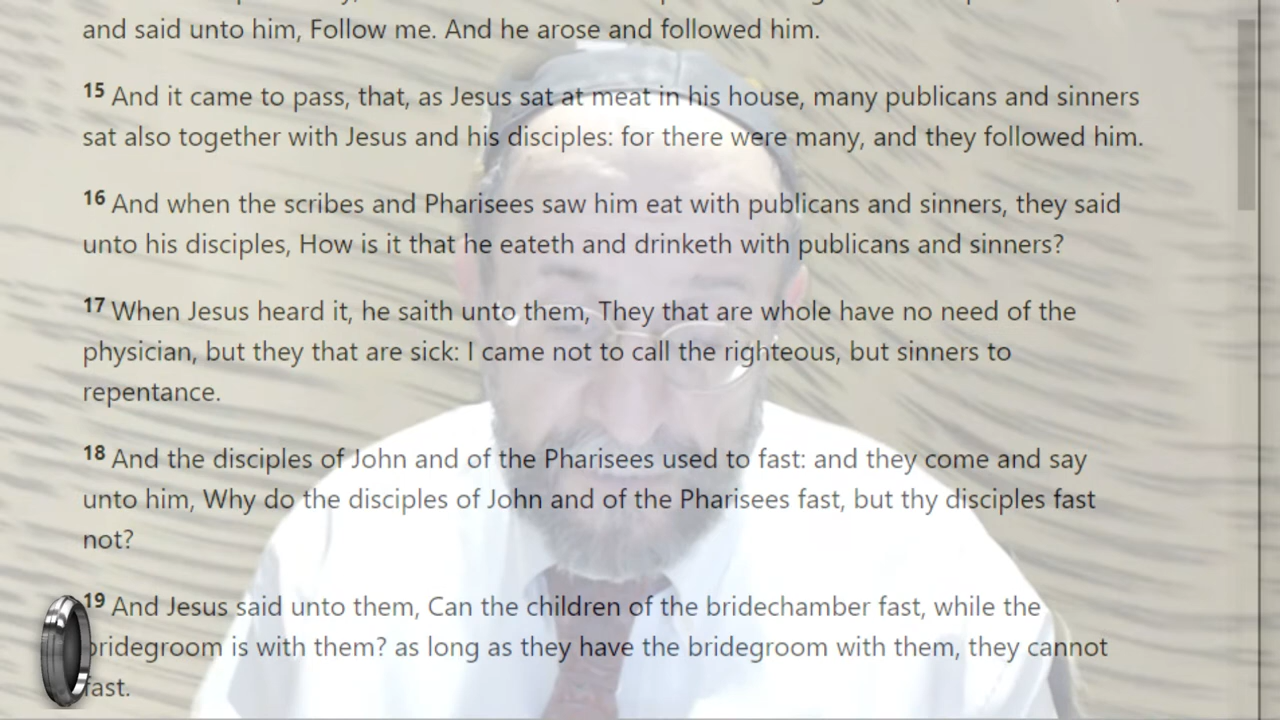 and said unto him, Follow me. And he arose and followed him.
15 And it came to pass, that, as Jesus sat at meat in his house, many publicans and sinners
sat also together with Jesus and his disciples: for there were many, and they followed him.
16 And when the scribes and Pharisees saw him eat with publicans and sinners, they said
unto his disciples, How is it that he eateth and drinketh with publicans and sinners?
17 When Jesus heard it, he saith unto them, They that are whole have no need of the
physician, but they that are sick: I came not to call the righteous, but sinners to
repentance.
18 And the disciples of John and of the Pharisees used to fast: and they come and say
unto him, Why do the disciples of John and of the Pharisees fast, but thy disciples fast
not?
19 And Jesus said unto them, Can the children of the bridechamber fast, while the
bridegroom is with them? as long as they have the bridegroom with them, they cannot
fast.